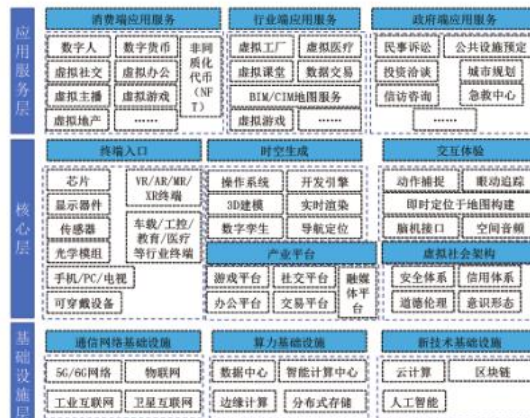 应用服务层
消费端应用服务
数字人 数字货币
虚拟社交 虚拟办公
虚拟主播 虚拟游戏
虚拟地产 ……
非同质化代币（NFT）
行业端应用服务
虚拟工厂 虚拟医疗
虚拟课堂 数据交易
BIM/CIM地图服务
虚拟游戏 ……
政府端应用服务
民事诉讼 公共设施预定
投资洽谈 城市规划
信访咨询 急救中心
……
核心层
终端入口
芯片
显示器件
传感器
光学模组
手机/PC/电视
可穿戴设备
VR/AR/MR/
XR终端
车载/工控/
教育/医疗
等行业终端
时空生成
操作系统 开发引擎
3D建模 实时渲染
数字孪生 导航定位
产业平台
游戏平台 社交平台
办公平台 交易平台
融媒体平台
交互体验
动作捕捉 眼动追踪
即时定位于地图构建
脑机接口 空间音频
虚拟社会架构
安全体系 信用体系
道德伦理 意识形态
基础设施层
通信网络基础设施
5G/6G网络 物联网
工业互联网 卫星互联网
算力基础设施
数据中心 智能计算中心
边缘计算 分布式存储
新技术基础设施
云计算 区块链
人工智能